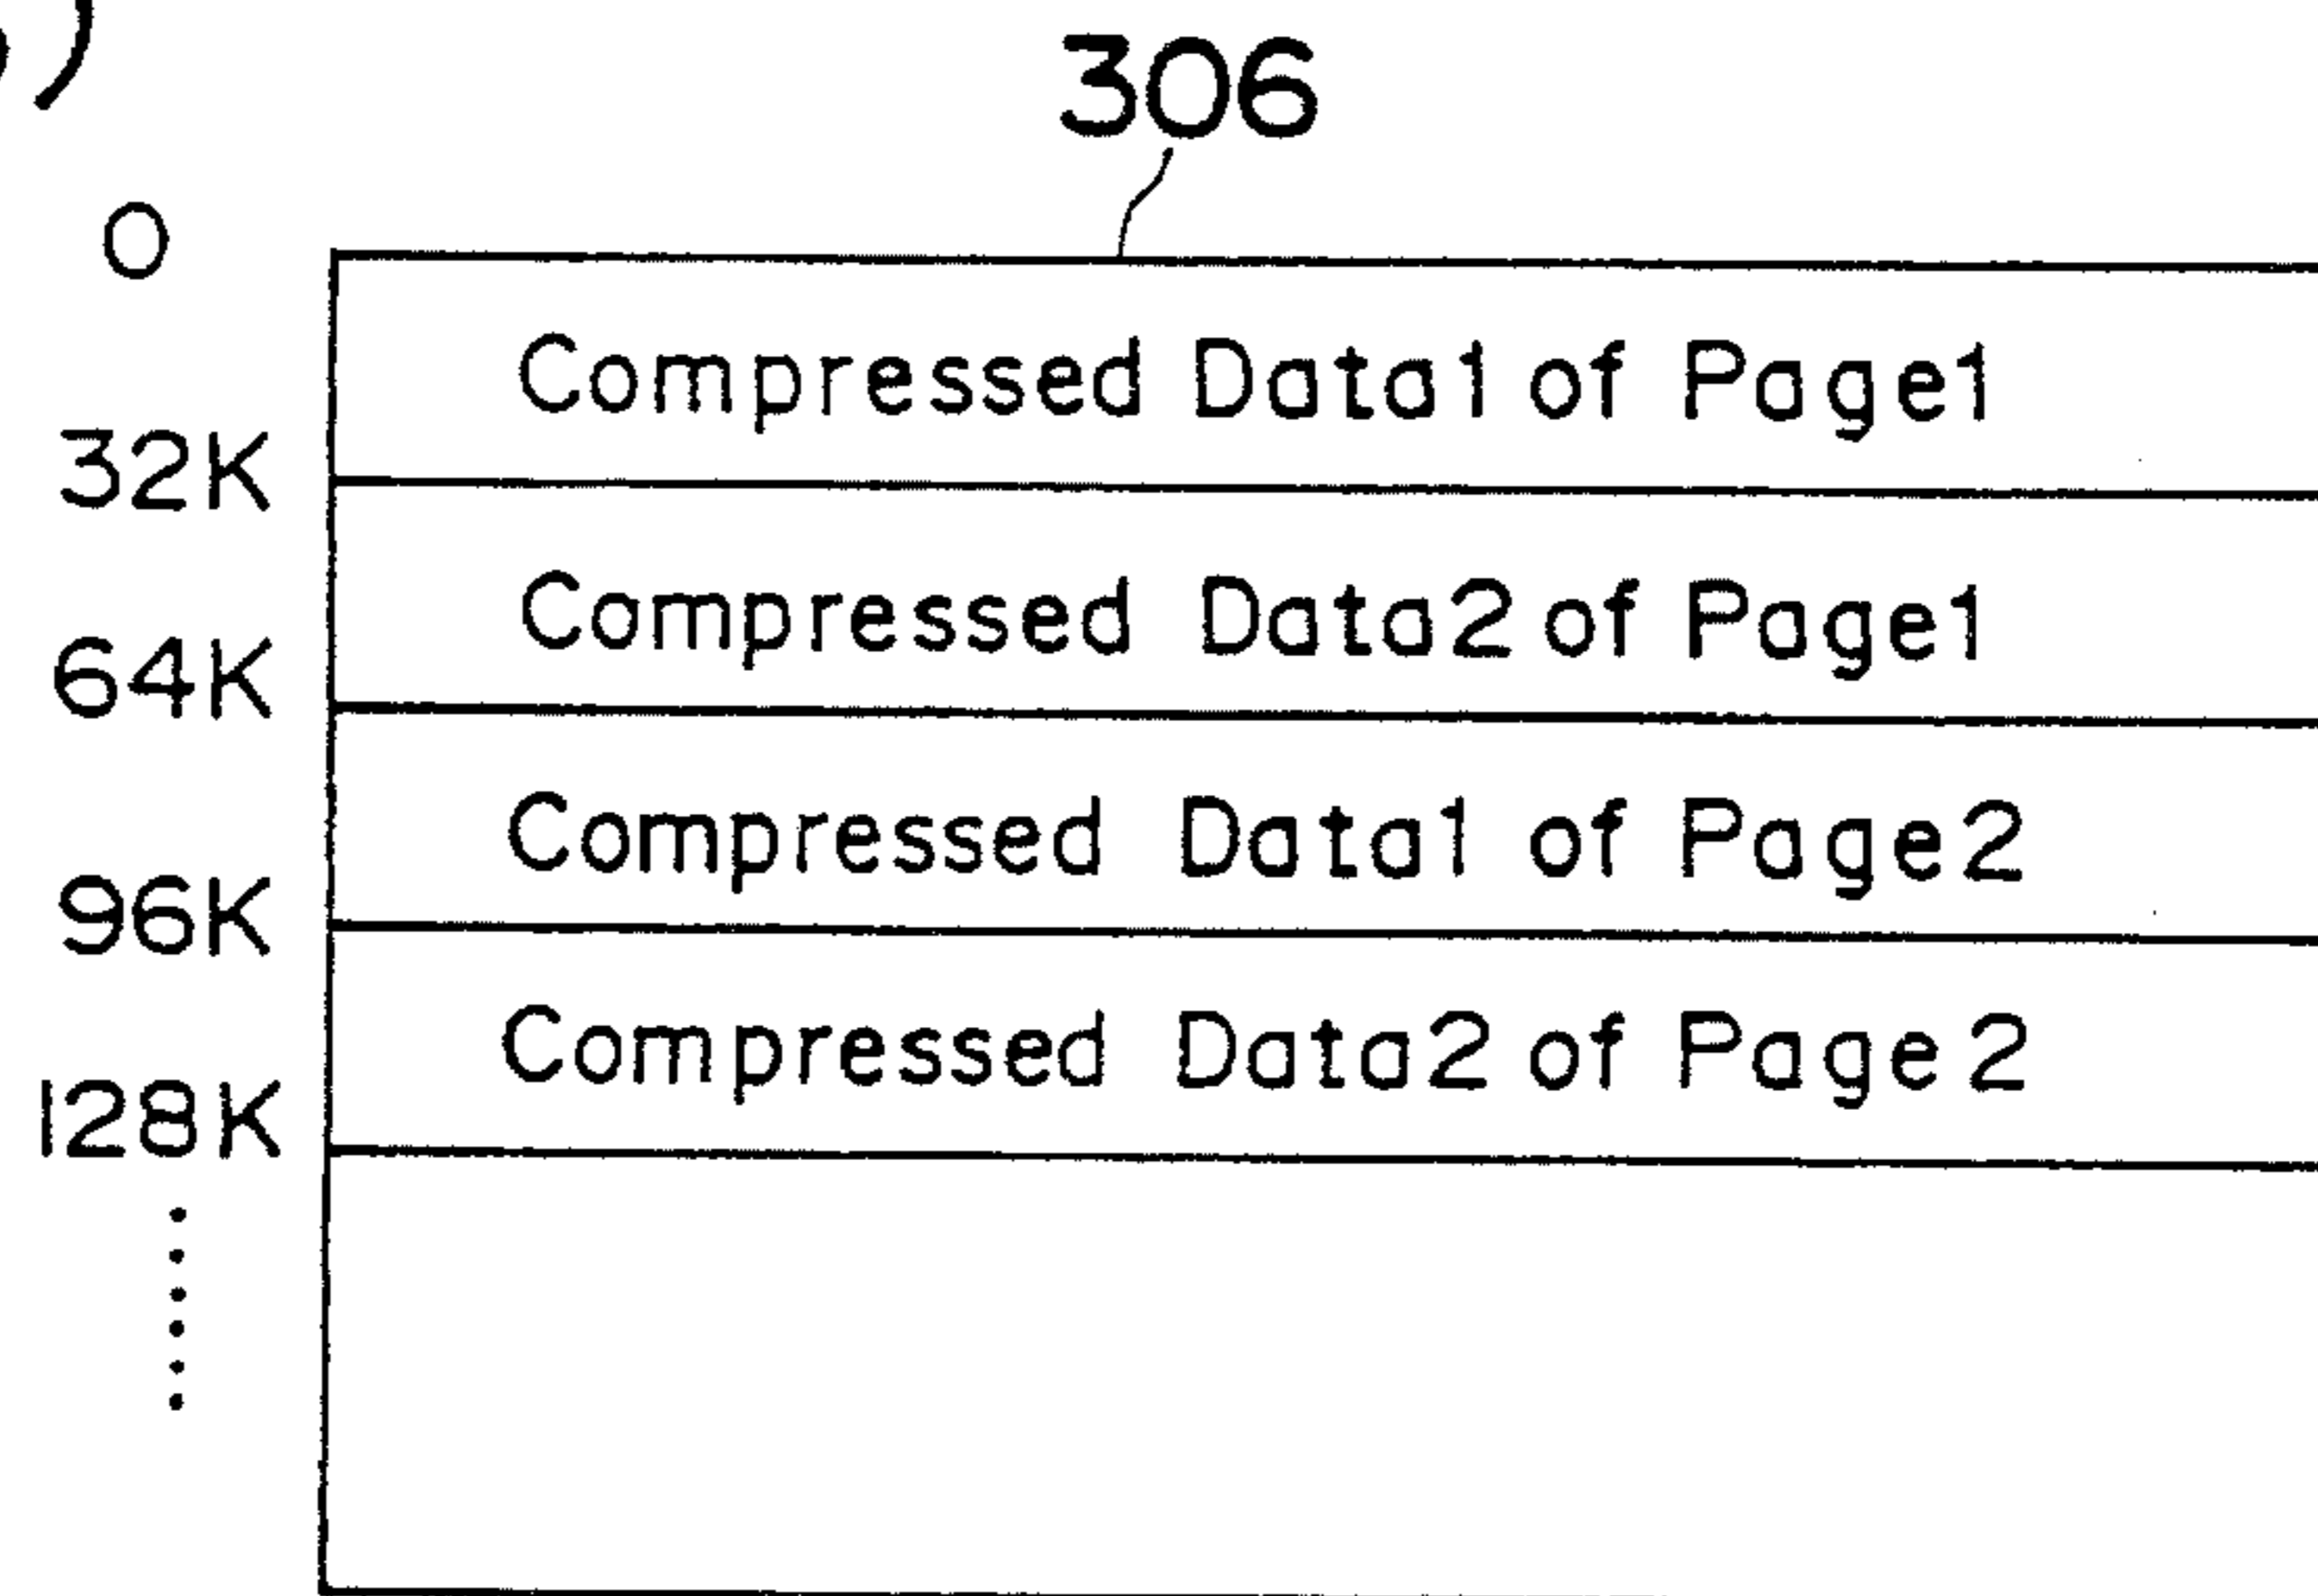 )
306
0
Compressed Data1 of Page1
32K
Compressed Data2 of Page1
64K
Compressed Data1 of Page2
96K
Compressed Data2 of Page2
128K